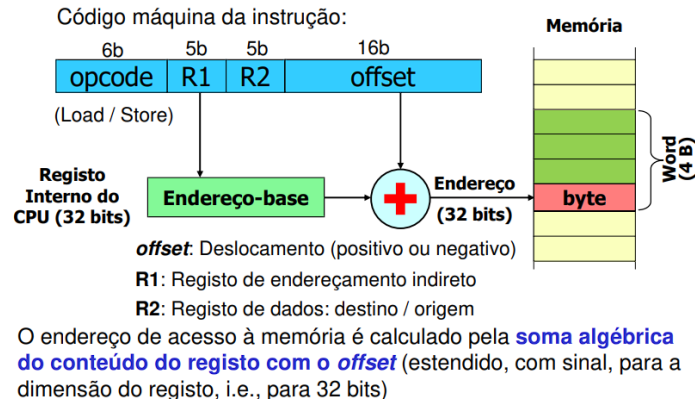 Código máquina da instrução:
6b 5b 5b 16b
opcode R1 R2 offset
(Load / Store)
Memória
Registo
Interno do
CPU (32 bits)
Endereço-base
Endereço
(32 bits)
byte
Word
(4 B)
offset: Deslocamento (positivo ou negativo)
R1: Registo de endereçamento indireto
R2: Registo de dados: destino / origem
O endereço de acesso à memória é calculado pela soma algébrica
do conteúdo do registo com o offset (estendido, com sinal, para a
dimensão do registo, i.e., para 32 bits)